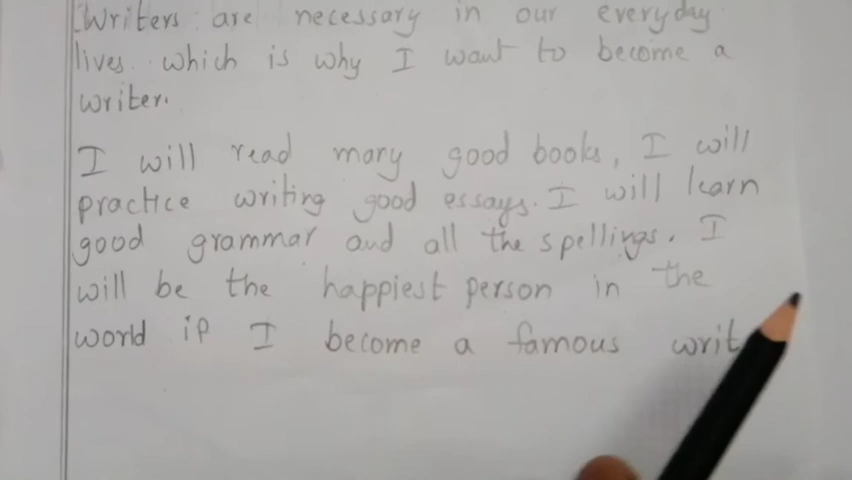 Writers are necessary in our everyday
lives. which is why I want to become a
writer.
I will read many good books, I will
practice writing good essays. I will learn
good grammar and all the spellings. I
will be the happiest person in the
world if I become a famous writ